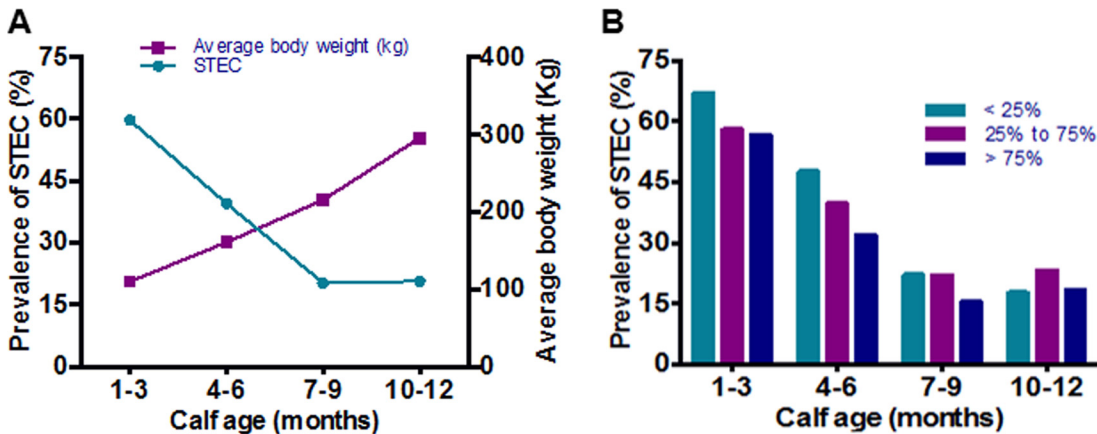 A
Average body weight (kg)
STEC
Prevalence of STEC (%)
75
60
45
30
15
0
400
300
200
100
0
Average body weight (Kg)
1-3
4-6
7-9
10-12
Calf age (months)
B
Prevalence of STEC (%)
75
60
45
30
15
0
< 25%
25% to 75%
> 75%
1-3
4-6
7-9
10-12
Calf age (months)